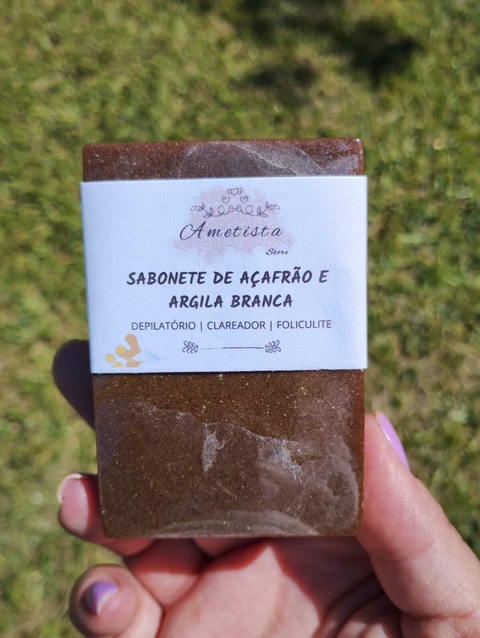 Ametista
Store
SABONETE DE AÇAFRÃO E
ARGILA BRANCA
DEPILATÓRIO | CLAREADOR | FOLICULITE